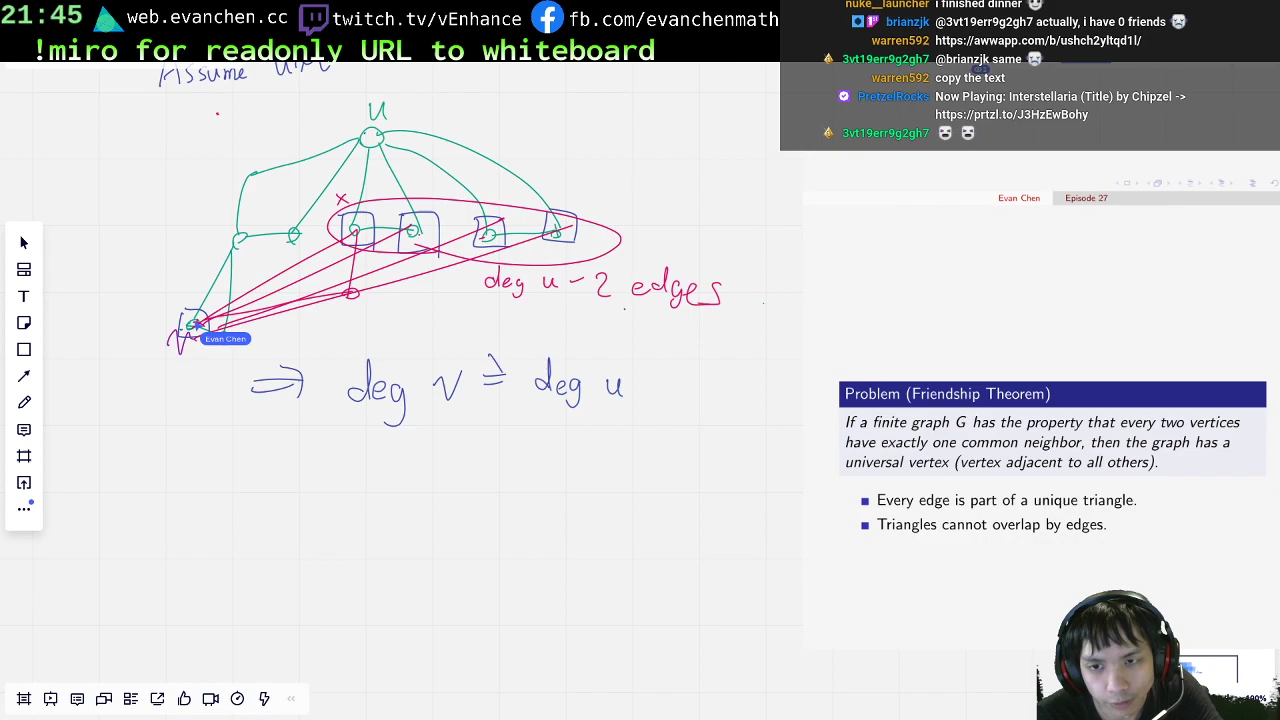 21:45 web.evanchen.cc twitch.tv/vEnhance fb.com/evanchenmath
!miro for readonly URL to whiteboard
nuke__launcher i finished dinner
brianzjk @3vt19err9g2gh7 actually, i have 0 friends
warren592 https://awwapp.com/b/ushch2yltqd1l/
3vt19err9g2gh7 @brianzjk same
warren592 copy the text
PretzelRocks Now Playing: Interstellaria (Title) by Chipzel -> https://prtzl.to/J3HzEwBohy
3vt19err9g2gh7
Assume
u
x
deg u - 2 edges
v
Evan Chen
⇒ deg v ≥ deg u
Evan Chen Episode 27
Problem (Friendship Theorem)
If a finite graph G has the property that every two vertices
have exactly one common neighbor, then the graph has a
universal vertex (vertex adjacent to all others).
Every edge is part of a unique triangle.
Triangles cannot overlap by edges.